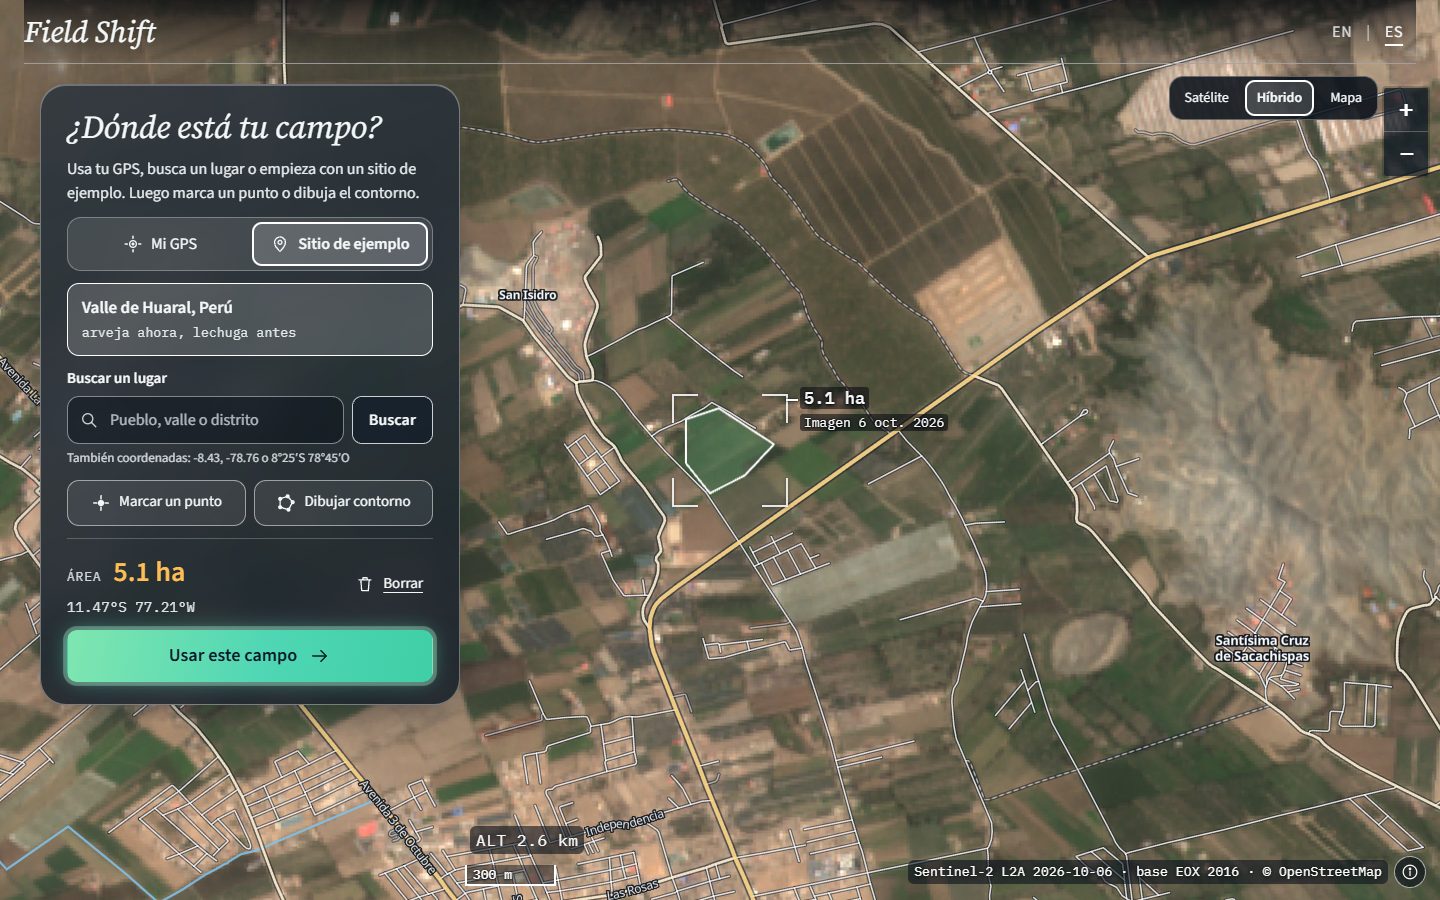 Field Shift
EN | ES
¿Dónde está tu campo?
Usa tu GPS, busca un lugar o empieza con un sitio de
ejemplo. Luego marca un punto o dibuja el contorno.
Mi GPS
Sitio de ejemplo
Valle de Huaral, Perú
arveja ahora, lechuga antes
Buscar un lugar
Pueblo, valle o distrito
Buscar
También coordenadas: -8.43, -78.76 o 8°25'S 78°45'O
Marcar un punto
Dibujar contorno
ÁREA 5.1 ha
Borrar
11.47°S 77.21°W
Usar este campo →
Satélite
Híbrido
Mapa
+
−
San Isidro
5.1 ha
Imagen 6 oct. 2026
Santísima Cruz
de Sacachispas
Avenida 3 de Octubre
Independencia
Las Rosas
ALT 2.6 km
300 m
Sentinel-2 L2A 2026-10-06 · base EOX 2016 · © OpenStreetMap